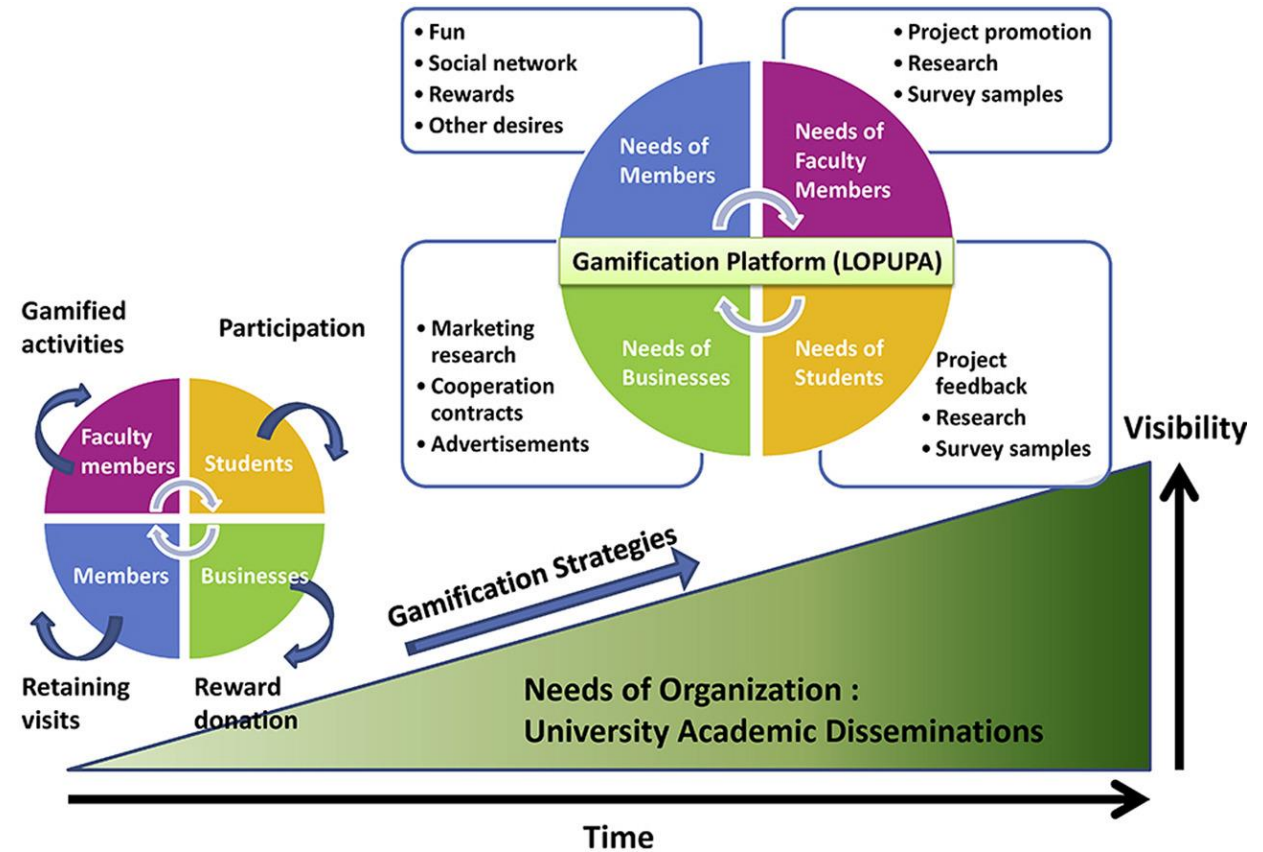 • Fun
• Social network
• Rewards
• Other desires
• Project promotion
• Research
• Survey samples
Needs of
Members
Needs of
Faculty
Members
Gamification Platform (LOPUPA)
Needs of
Businesses
Needs of
Students
• Marketing
research
• Cooperation
contracts
• Advertisements
Project
feedback
• Research
• Survey samples
Gamified
activities
Participation
Faculty
members
Students
Members
Businesses
Retaining
visits
Reward
donation
Gamification Strategies
Visibility
Needs of Organization :
University Academic Disseminations
Time